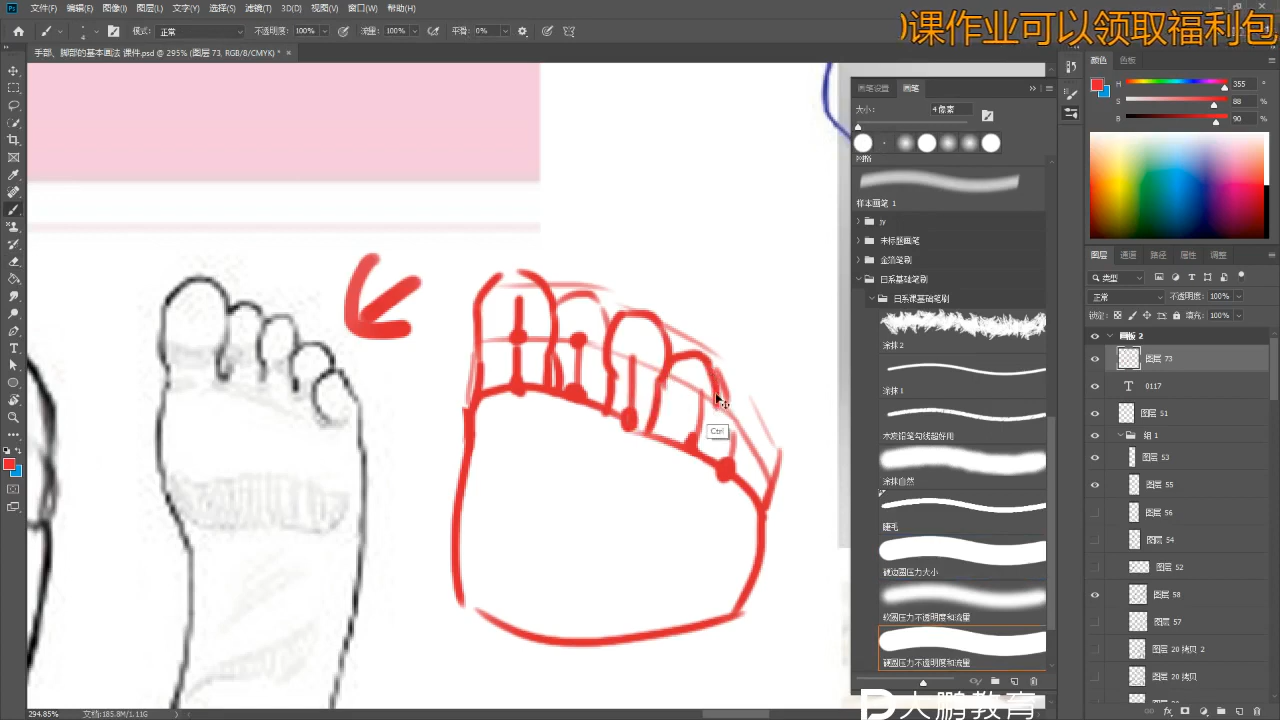 Ps 文件(F) 编辑(E) 图像(I) 图层(L) 文字(Y) 选择(S) 滤镜(T) 3D(D) 视图(V) 窗口(W) 帮助(H)
课作业可以领取福利包
4 模式: 正常 不透明度: 100% 流量: 100% 平滑: 0%
手部、脚部的基本画法 课件.psd @ 295% (图层 73, RGB/8/CMYK) * ×
颜色 色板
H 355 °
S 88 %
B 90 %
画笔设置 画笔
大小: 4像素
样本画笔 1
yy
未标题画笔
金箔笔刷
日系基础笔刷
日系课基础笔刷
涂抹2
涂抹1
木炭铅笔勾线超好用
涂抹自然
睫毛
硬边圆压力大小
软圆压力不透明度和流量
硬圆压力不透明度和流量
Ctrl
图层 通道 路径 属性 调整
类型
正常 不透明度: 100%
锁定: 填充: 100%
画板 2
图层 73
T 0117
图层 51
组 1
图层 53
图层 55
图层 56
图层 54
图层 52
图层 58
图层 57
图层 20 拷贝 2
图层 20 拷贝
294.85% 文档:185.8M/1.11G
大鹏教育